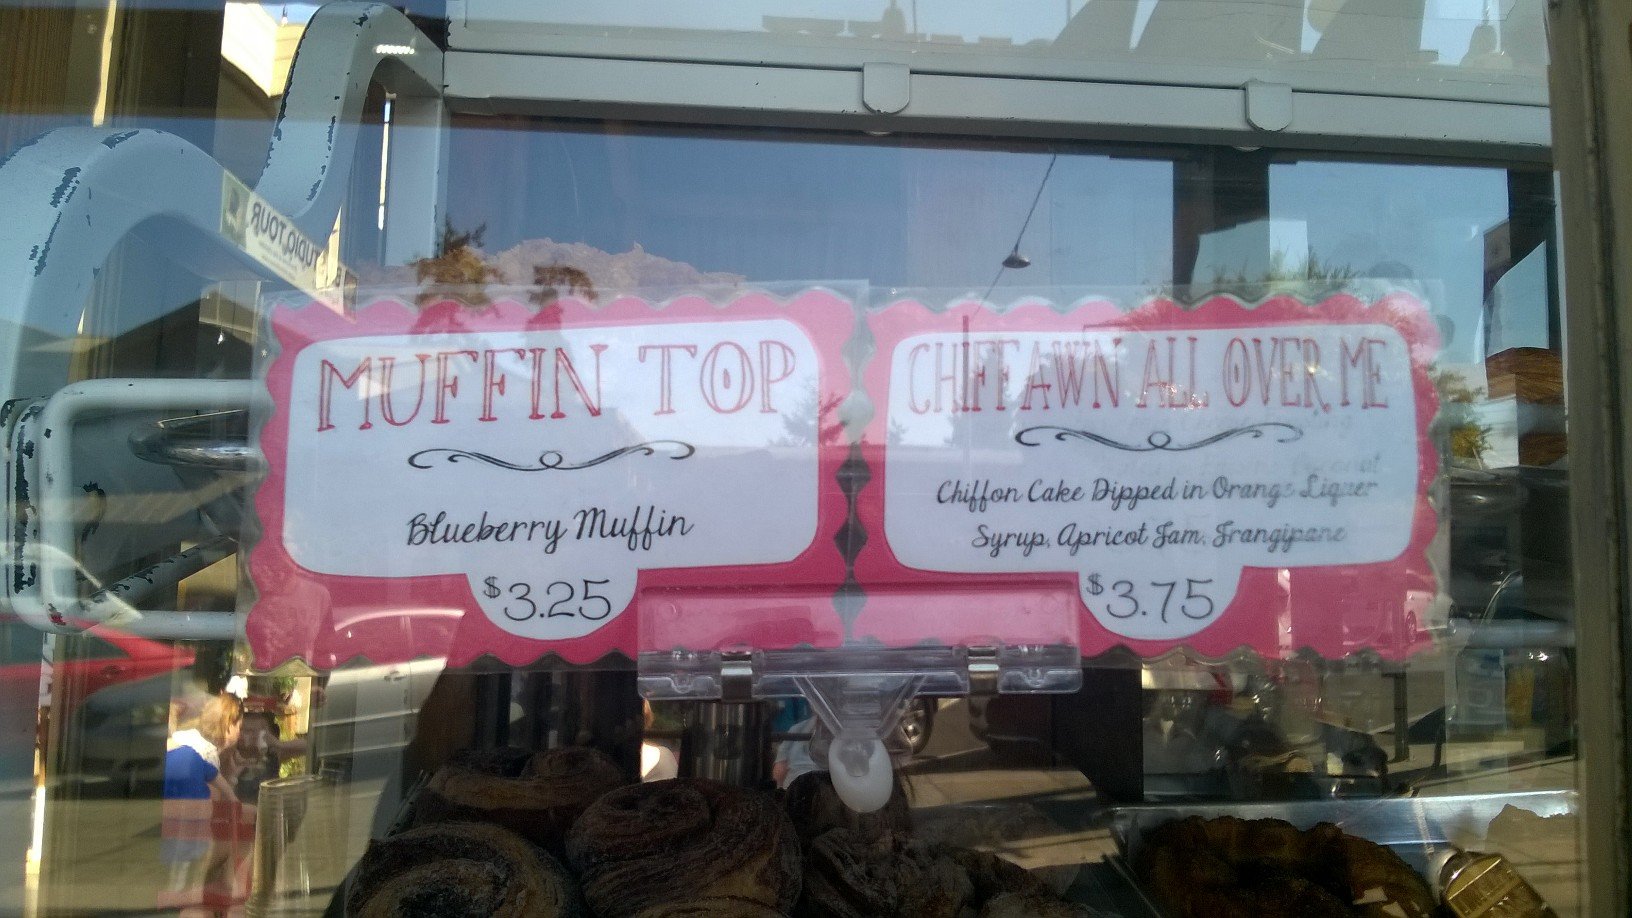 STUDIO TOUR
MUFFIN TOP
Blueberry Muffin
$3.25
CHIFFAWN ALL OVER ME
Chiffon Cake Dipped in Orange Liquer
Syrup, Apricot Jam, Frangipane
$3.75